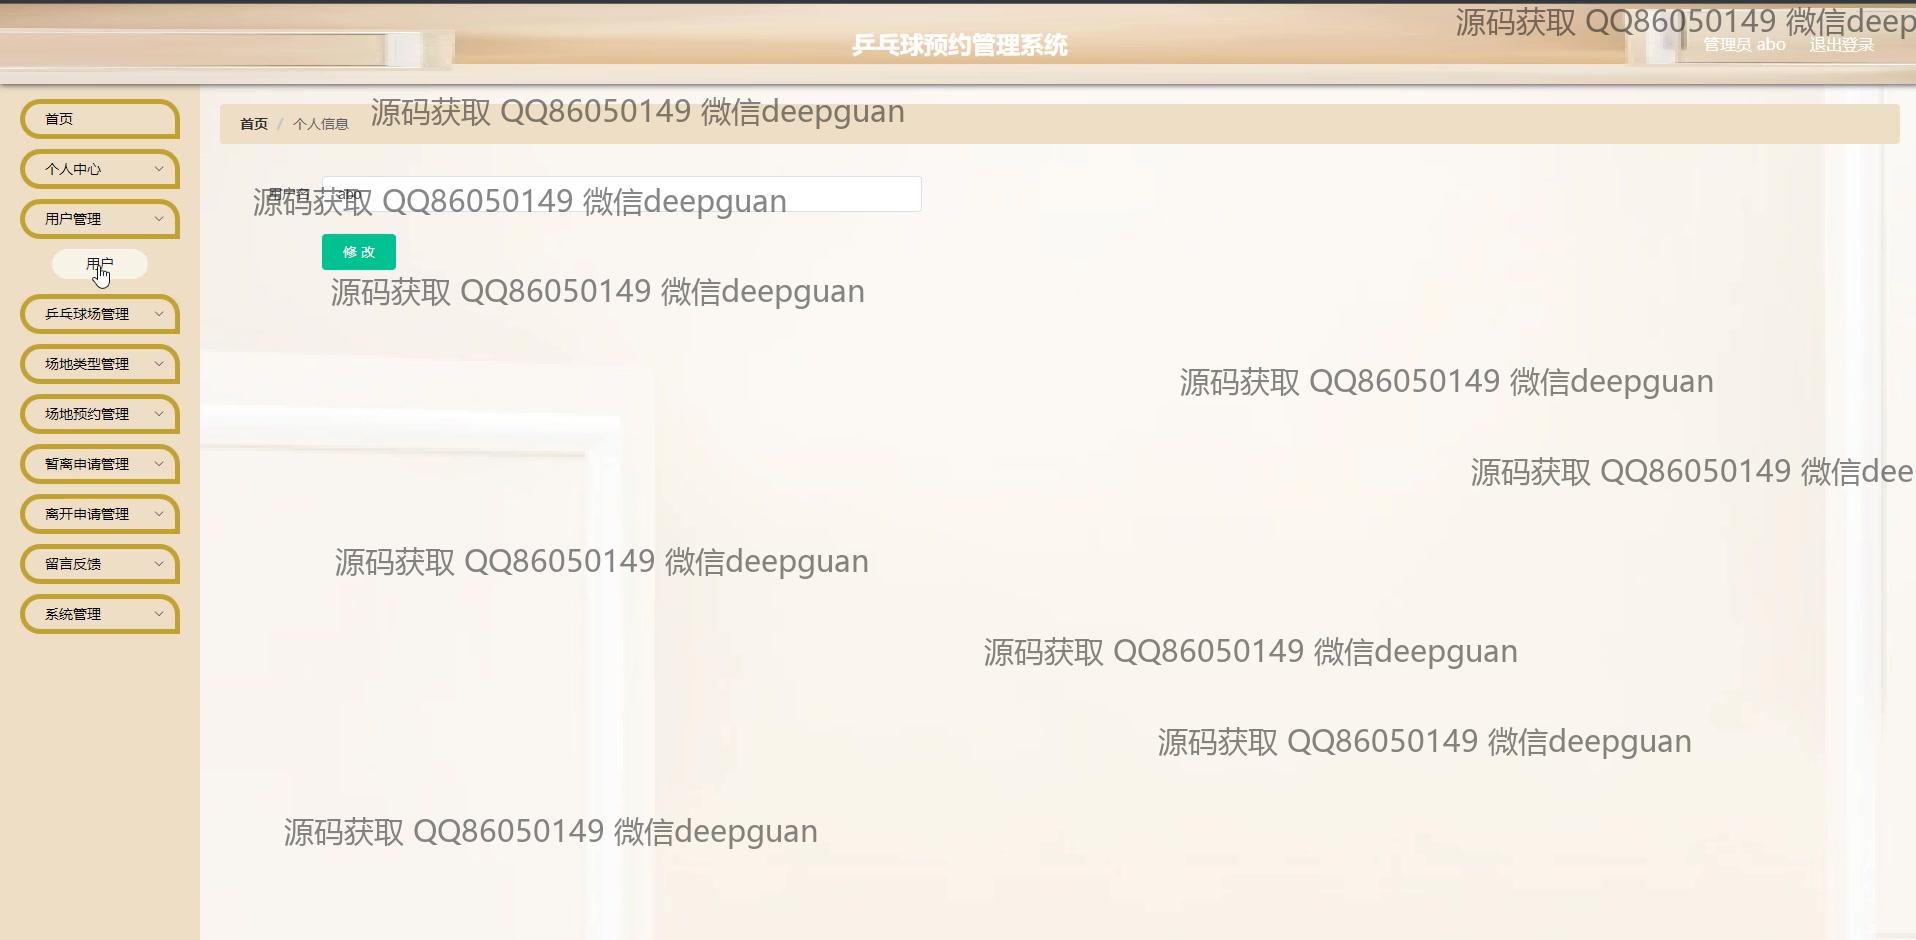 源码获取 QQ86050149 微信deep
乒乓球预约管理系统
管理员 abo 退出登录
首页
首页 / 个人信息
源码获取 QQ86050149 微信deepguan
个人中心
用户名 abo
源码获取 QQ86050149 微信deepguan
用户管理
修 改
用户
源码获取 QQ86050149 微信deepguan
乒乓球场管理
场地类型管理
源码获取 QQ86050149 微信deepguan
场地预约管理
暂离申请管理
源码获取 QQ86050149 微信dee
离开申请管理
留言反馈
源码获取 QQ86050149 微信deepguan
系统管理
源码获取 QQ86050149 微信deepguan
源码获取 QQ86050149 微信deepguan
源码获取 QQ86050149 微信deepguan